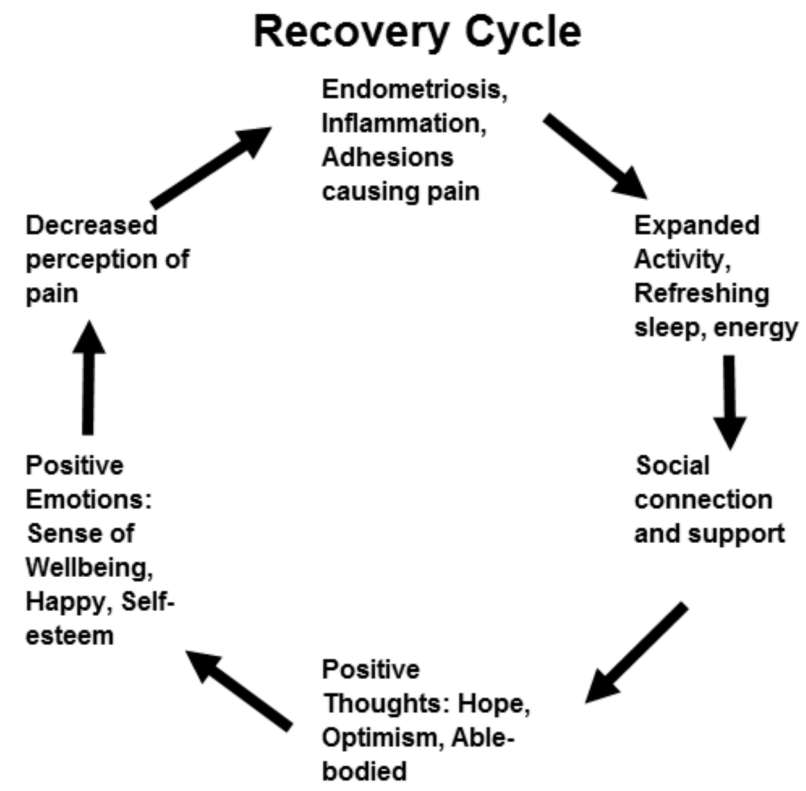 Recovery Cycle
Endometriosis,
Inflammation,
Adhesions
causing pain
Expanded
Activity,
Refreshing
sleep, energy
Social
connection
and support
Positive
Thoughts: Hope,
Optimism, Able-
bodied
Positive
Emotions:
Sense of
Wellbeing,
Happy, Self-
esteem
Decreased
perception of
pain